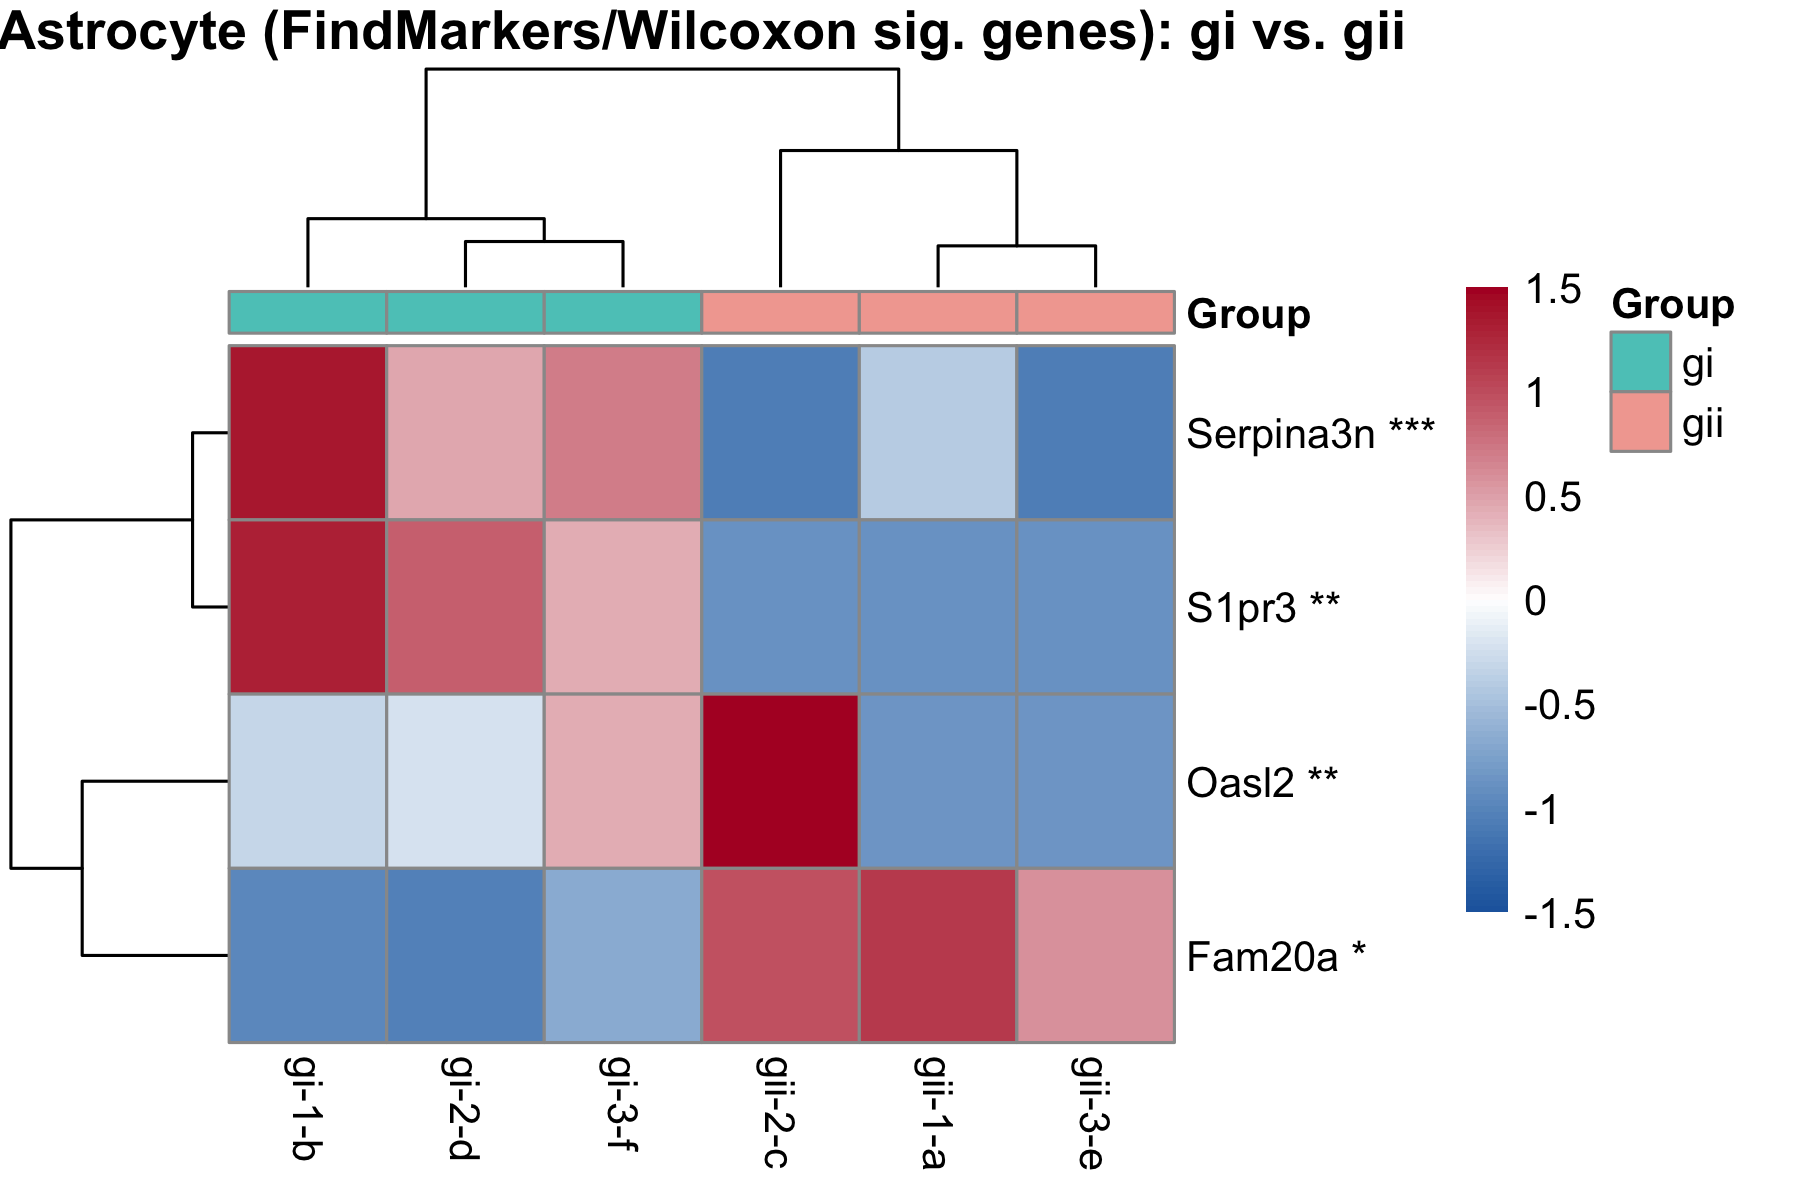 Astrocyte (FindMarkers/Wilcoxon sig. genes): gi vs. gii
Group
Serpina3n ***
S1pr3 **
Oasl2 **
Fam20a *
gi-1-b
gi-2-d
gi-3-f
gii-2-c
gii-1-a
gii-3-e
1.5
1
0.5
0
-0.5
-1
-1.5
Group
gi
gii